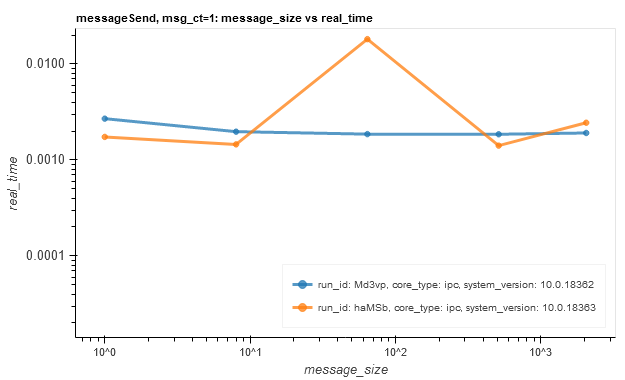 messageSend, msg_ct=1: message_size vs real_time
0.0100
0.0010
0.0001
real_time
run_id: Md3vp, core_type: ipc, system_version: 10.0.18362
run_id: haMSb, core_type: ipc, system_version: 10.0.18363
10^0
10^1
10^2
10^3
message_size